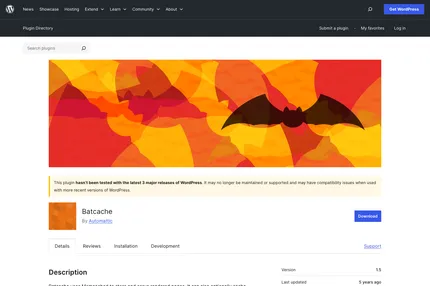 News Showcase Hosting Extend Learn Community About Get WordPress
Plugin Directory Submit a plugin My favorites Log in
Search plugins
This plugin hasn't been tested with the latest 3 major releases of WordPress. It may no longer be maintained or supported and may have compatibility issues when used
with more recent versions of WordPress.
Batcache
By Automattic
Download
Details Reviews Installation Development Support
Description
Version 1.5
Last updated 5 years ago